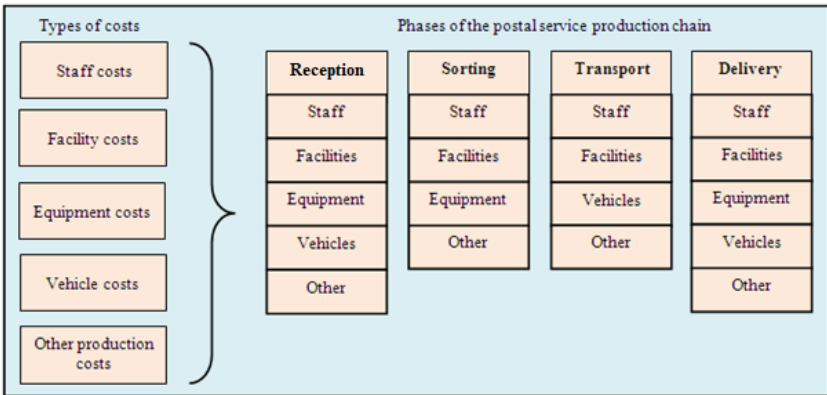 Types of costs
Phases of the postal service production chain
Staff costs
Facility costs
Equipment costs
Vehicle costs
Other production
costs
Reception
Staff
Facilities
Equipment
Vehicles
Other
Sorting
Staff
Facilities
Equipment
Other
Transport
Staff
Facilities
Vehicles
Other
Delivery
Staff
Facilities
Equipment
Vehicles
Other